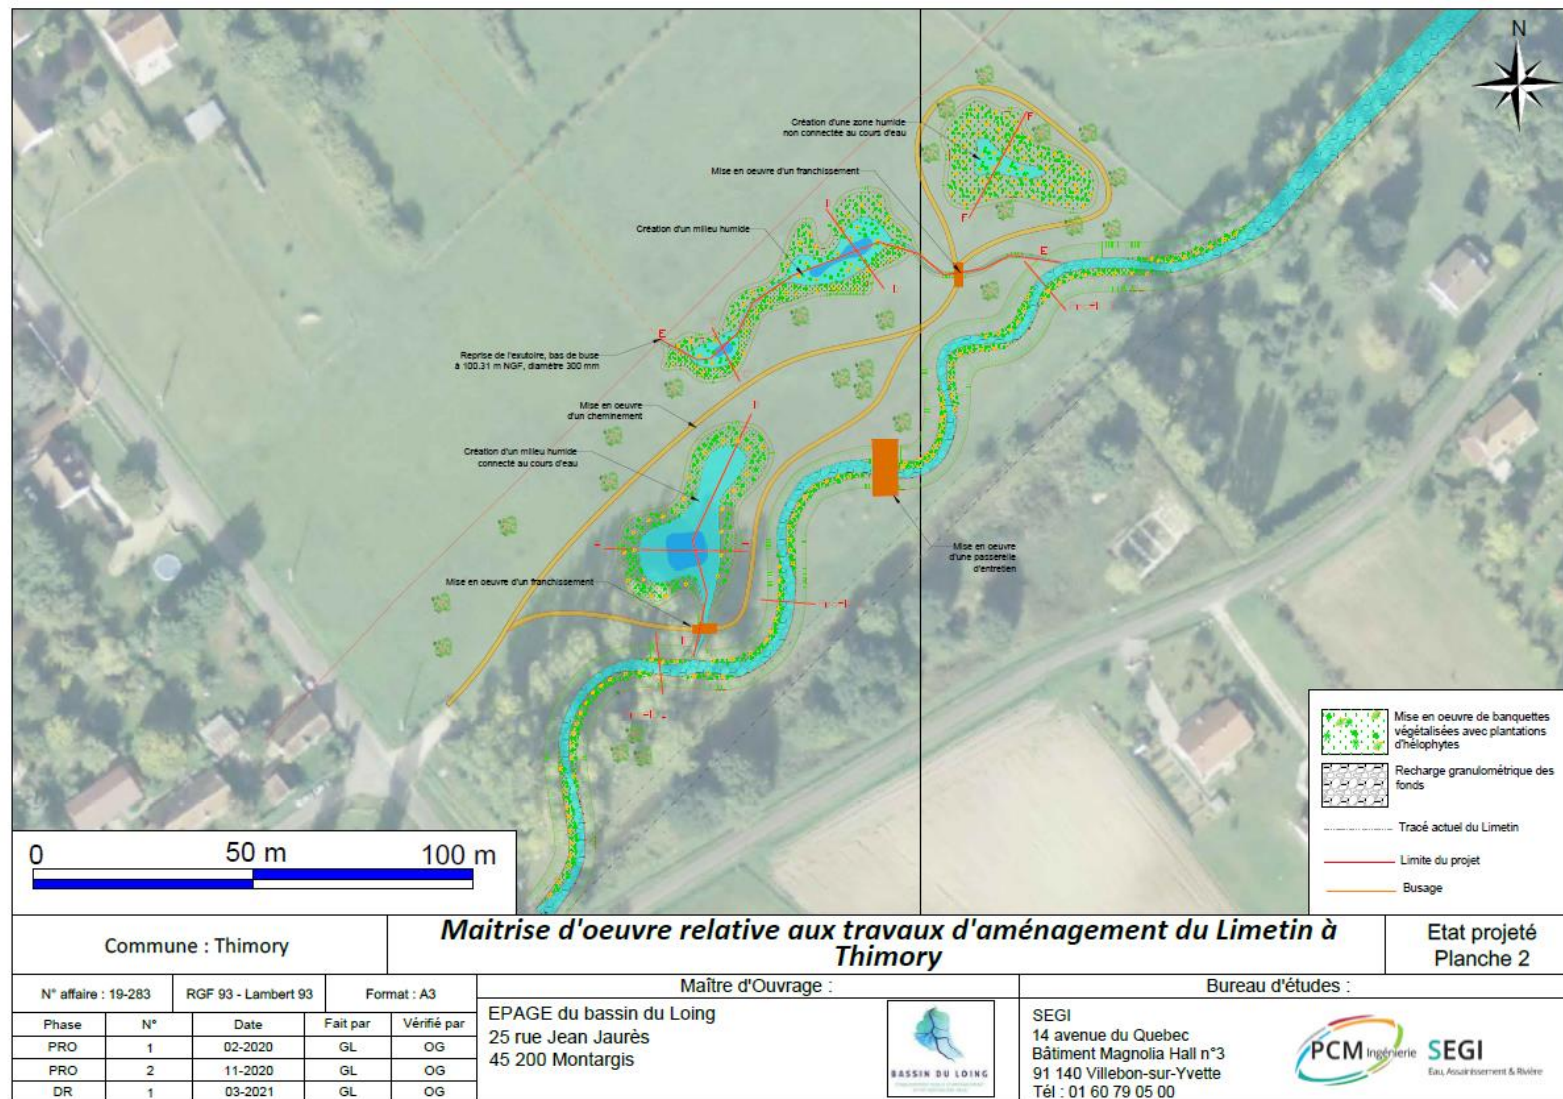 N
Création d'une zone humide
non connectée au cours d'eau
Mise en oeuvre d'un franchissement
Création d'un milieu humide
F
F
E
E
Reprise de l'exutoire, bas de buse
à 100.31 m NGF, diamètre 300 mm
Mise en oeuvre
d'un cheminement
Création d'un milieu humide
connecté au cours d'eau
Mise en oeuvre d'un franchissement
Mise en oeuvre
d'une passerelle
d'entretien
Mise en oeuvre de banquettes
végétalisées avec plantations
d'hélophytes
Recharge granulométrique des
fonds
Tracé actuel du Limetin
Limite du projet
Busage
0 50 m 100 m
Commune : Thimory
Maitrise d'oeuvre relative aux travaux d'aménagement du Limetin à
Thimory
Etat projeté
Planche 2
N° affaire : 19-283 RGF 93 - Lambert 93 Format : A3
Phase N° Date Fait par Vérifié par
PRO 1 02-2020 GL OG
PRO 2 11-2020 GL OG
DR 1 03-2021 GL OG
Maître d'Ouvrage :
EPAGE du bassin du Loing
25 rue Jean Jaurès
45 200 Montargis
BASSIN DU LOING
Bureau d'études :
SEGI
14 avenue du Quebec
Bâtiment Magnolia Hall n°3
91 140 Villebon-sur-Yvette
Tél : 01 60 79 05 00
PCM Ingénierie
SEGI
Eau, Assainissement & Rivière